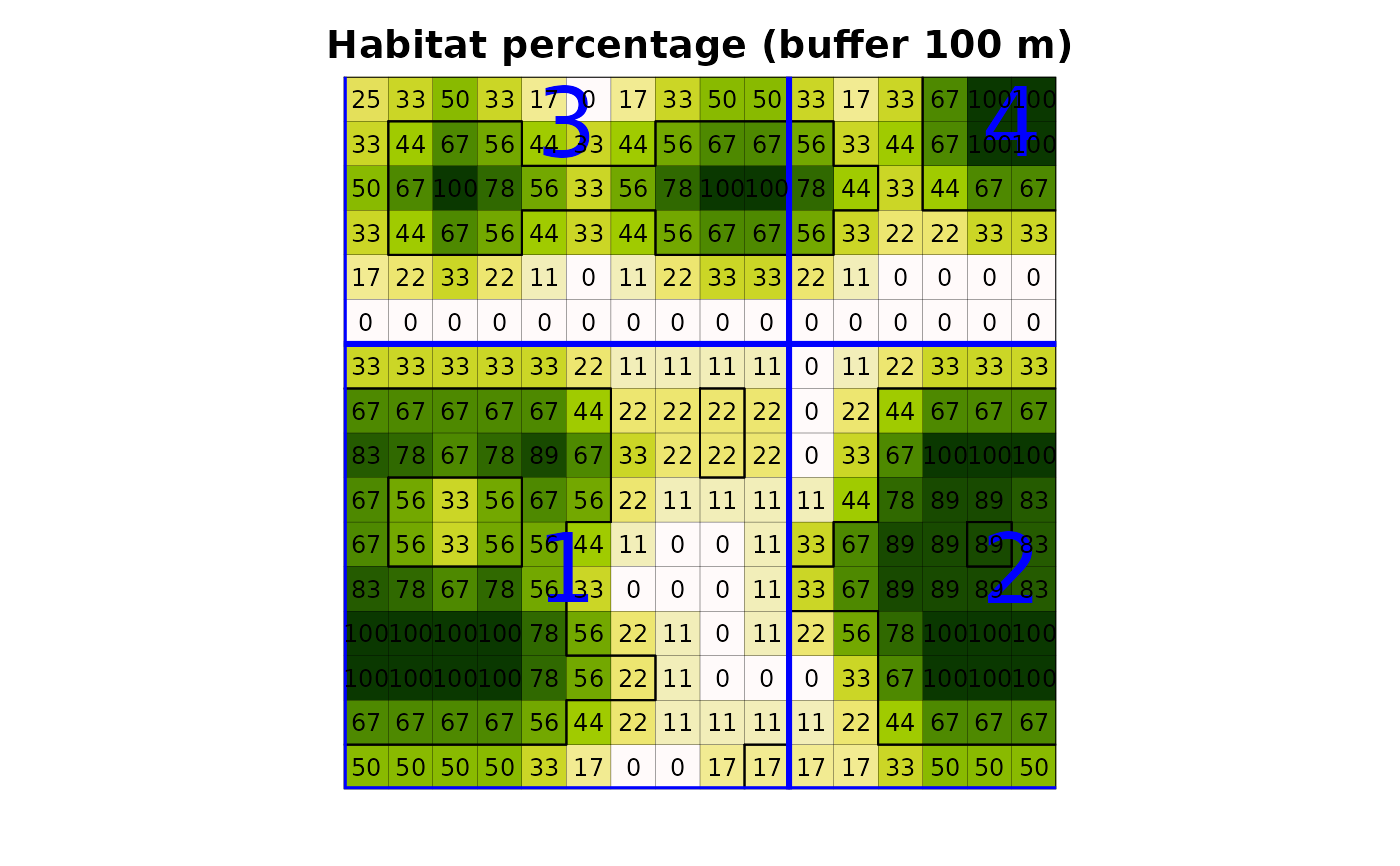 Habitat percentage (buffer 100 m)
25 33 50 33 17 0 17 33 50 50 33 17 33 67 100 100
3 4
33 44 67 56 44 33 44 56 67 67 56 33 44 67 100 100
50 67 100 78 56 33 56 78 100 100 78 44 33 44 67 67
33 44 67 56 44 33 44 56 67 67 56 33 22 22 33 33
17 22 33 22 11 0 11 22 33 33 22 11 0 0 0 0
0 0 0 0 0 0 0 0 0 0 0 0 0 0 0 0
33 33 33 33 33 22 11 11 11 11 0 11 22 33 33 33
67 67 67 67 67 44 22 22 22 22 0 22 44 67 67 67
83 78 67 78 89 67 33 22 22 22 0 33 67 100 100 100
67 56 33 56 67 56 22 11 11 11 11 44 78 89 89 83
67 56 33 56 56 44 11 0 0 11 33 67 89 89 89 83
1 2
83 78 67 78 56 33 0 0 0 11 33 67 89 89 89 83
100 100 100 100 78 56 22 11 0 11 22 56 78 100 100 100
100 100 100 100 78 56 22 11 0 0 0 33 67 100 100 100
67 67 67 67 56 44 22 11 11 11 11 22 44 67 67 67
50 50 50 50 33 17 0 0 17 17 17 17 33 50 50 50